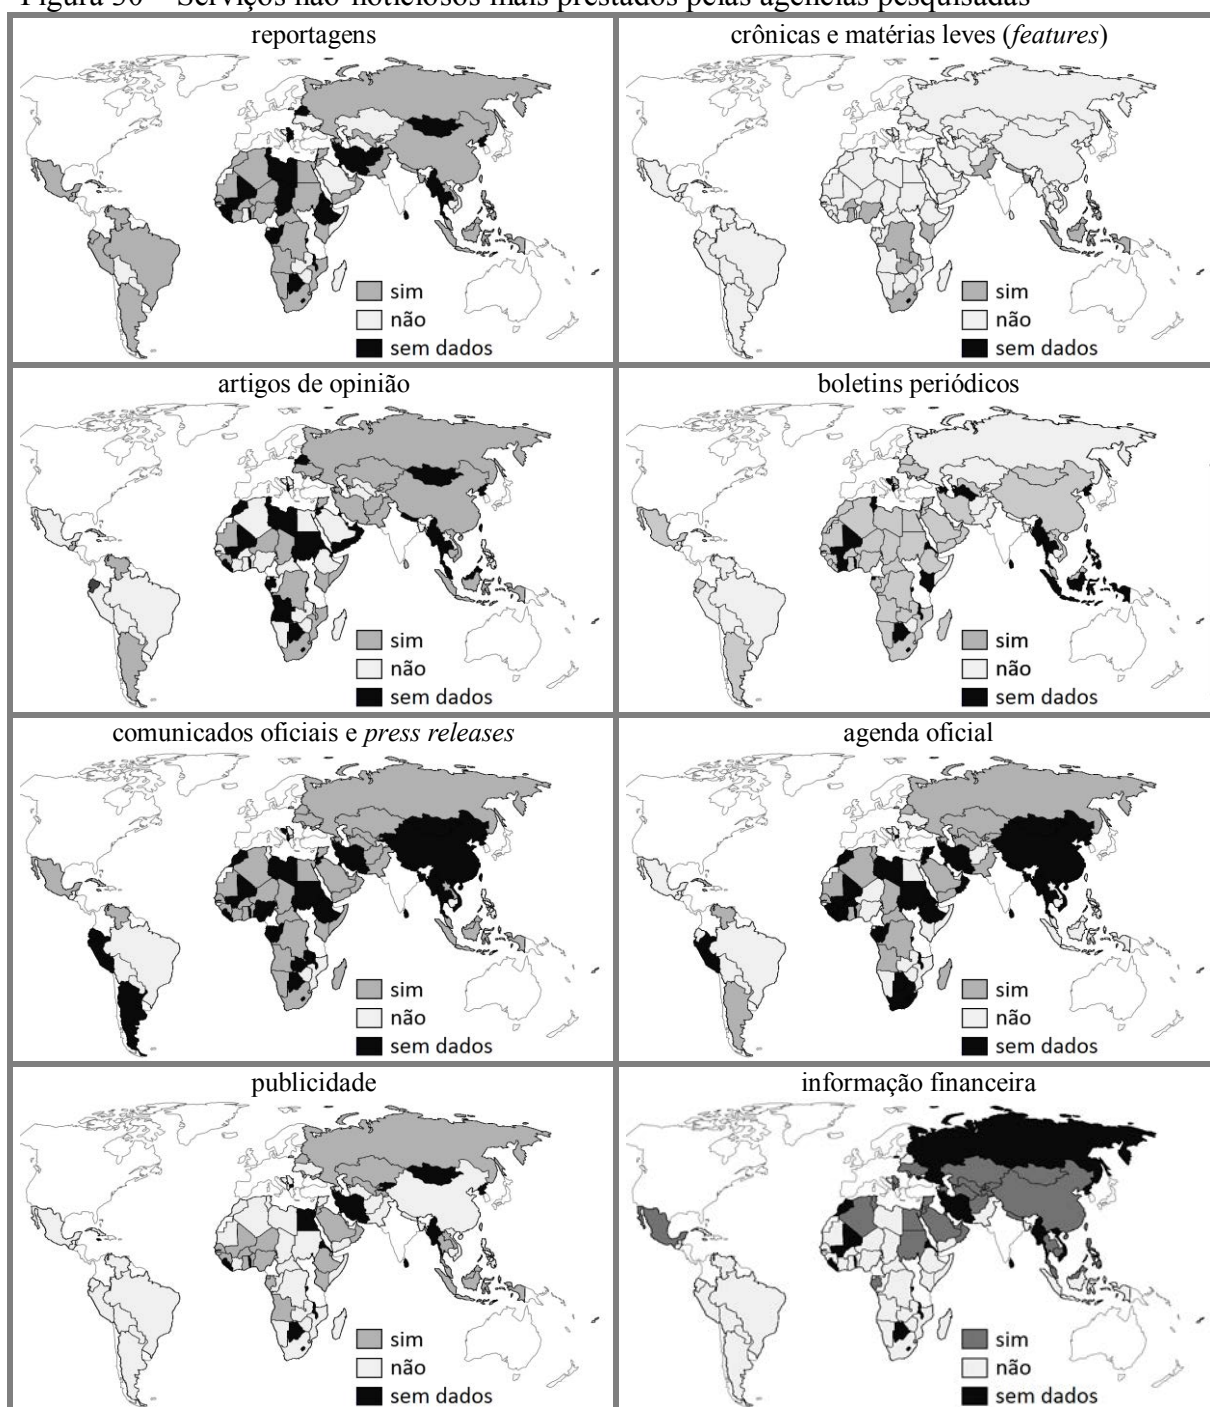 Figura 30 – Serviços não-noticiosos mais prestados pelas agências pesquisadas
reportagens
sim
não
sem dados
crônicas e matérias leves (features)
sim
não
sem dados
artigos de opinião
sim
não
sem dados
boletins periódicos
sim
não
sem dados
comunicados oficiais e press releases
sim
não
sem dados
agenda oficial
sim
não
sem dados
publicidade
sim
não
sem dados
informação financeira
sim
não
sem dados